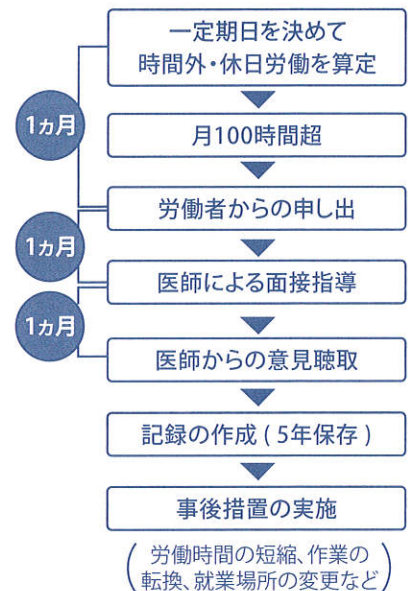 一定期日を決めて
時間外・休日労働を算定
1ヵ月
月100時間超
労働者からの申し出
1ヵ月
医師による面接指導
1ヵ月
医師からの意見聴取
記録の作成 ( 5年保存 )
事後措置の実施
(労働時間の短縮、作業の
転換、就業場所の変更など)